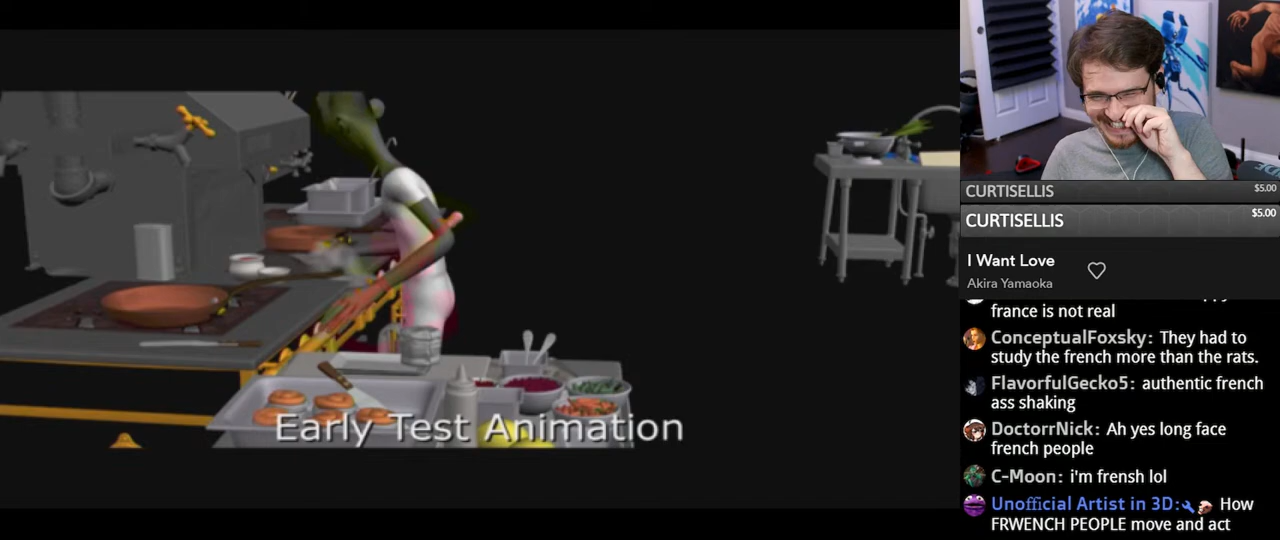 Early Test Animation
CURTISELLIS $5.00
CURTISELLIS $5.00
I Want Love
Akira Yamaoka
france is not real
ConceptualFoxsky: They had to
study the french more than the rats.
FlavorfulGecko5: authentic french
ass shaking
DoctorrNick: Ah yes long face
french people
C-Moon: i'm frensh lol
Unofficial Artist in 3D: How
FRWENCH PEOPLE move and act